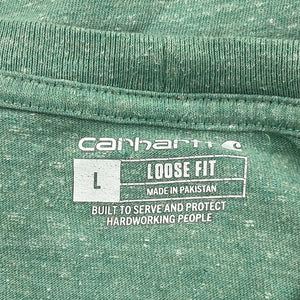 carhartt
L LOOSE FIT
MADE IN PAKISTAN
BUILT TO SERVE AND PROTECT
HARDWORKING PEOPLE